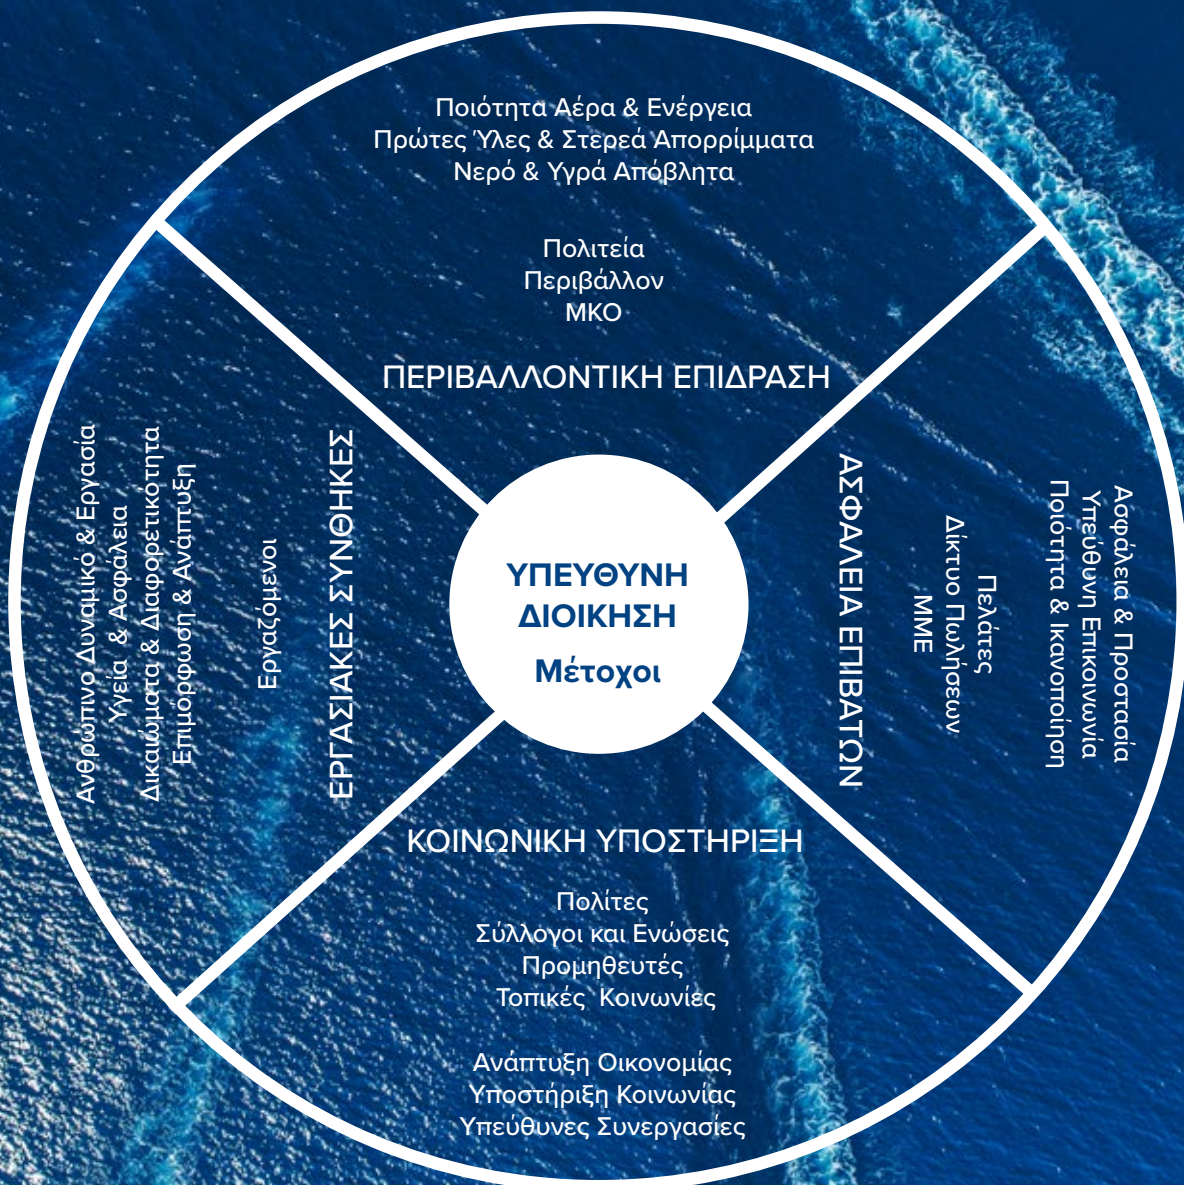 Ποιότητα Αέρα & Ενέργεια
Πρώτες Ύλες & Στερεά Απορρίμματα
Νερό & Υγρά Απόβλητα
Πολιτεία
Περιβάλλον
ΜΚΟ
ΠΕΡΙΒΑΛΛΟΝΤΙΚΗ ΕΠΙΔΡΑΣΗ
Ανθρώπινο Δυναμικό & Εργασία
Υγεία & Ασφάλεια
Δικαιώματα & Διαφορετικότητα
Επιμόρφωση & Ανάπτυξη
Εργαζόμενοι
ΕΡΓΑΣΙΑΚΕΣ ΣΥΝΘΗΚΕΣ
ΥΠΕΥΘΥΝΗ
ΔΙΟΙΚΗΣΗ
Μέτοχοι
Ασφάλεια & Προστασία
Υπεύθυνη Επικοινωνία
Ποιότητα & Ικανοποίηση
Πελάτες
Δίκτυο Πωλήσεων
ΜΜΕ
ΑΣΦΑΛΕΙΑ ΕΠΙΒΑΤΩΝ
ΚΟΙΝΩΝΙΚΗ ΥΠΟΣΤΗΡΙΞΗ
Πολίτες
Σύλλογοι και Ενώσεις
Προμηθευτές
Τοπικές Κοινωνίες
Ανάπτυξη Οικονομίας
Υποστήριξη Κοινωνίας
Υπεύθυνες Συνεργασίες